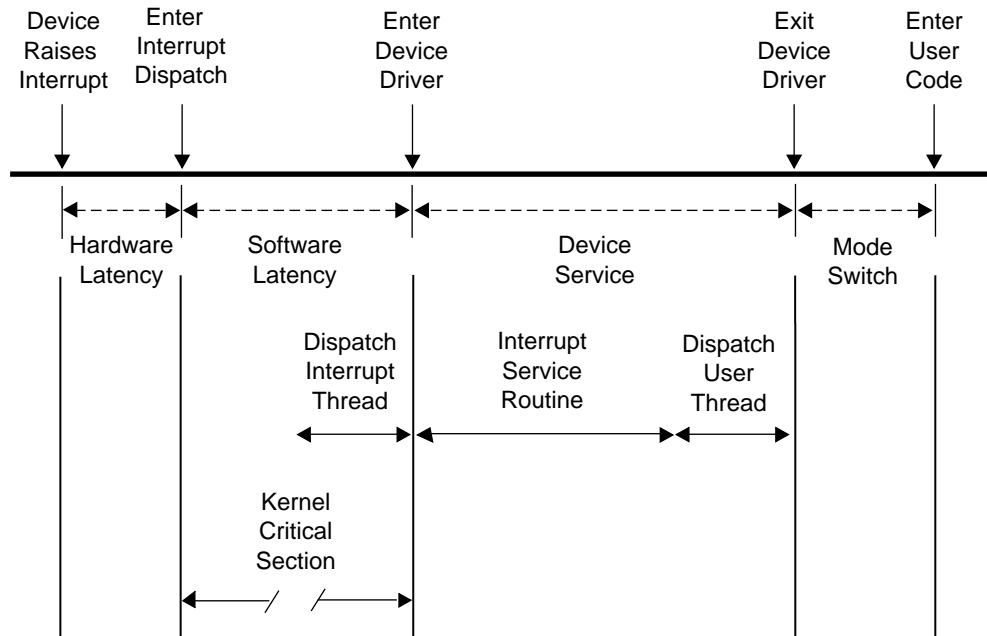 Device
Raises
Interrupt
Enter
Interrupt
Dispatch
Enter
Device
Driver
Exit
Device
Driver
Enter
User
Code
Hardware
Latency
Software
Latency
Device
Service
Mode
Switch
Dispatch
Interrupt
Thread
Interrupt
Service
Routine
Dispatch
User
Thread
Kernel
Critical
Section